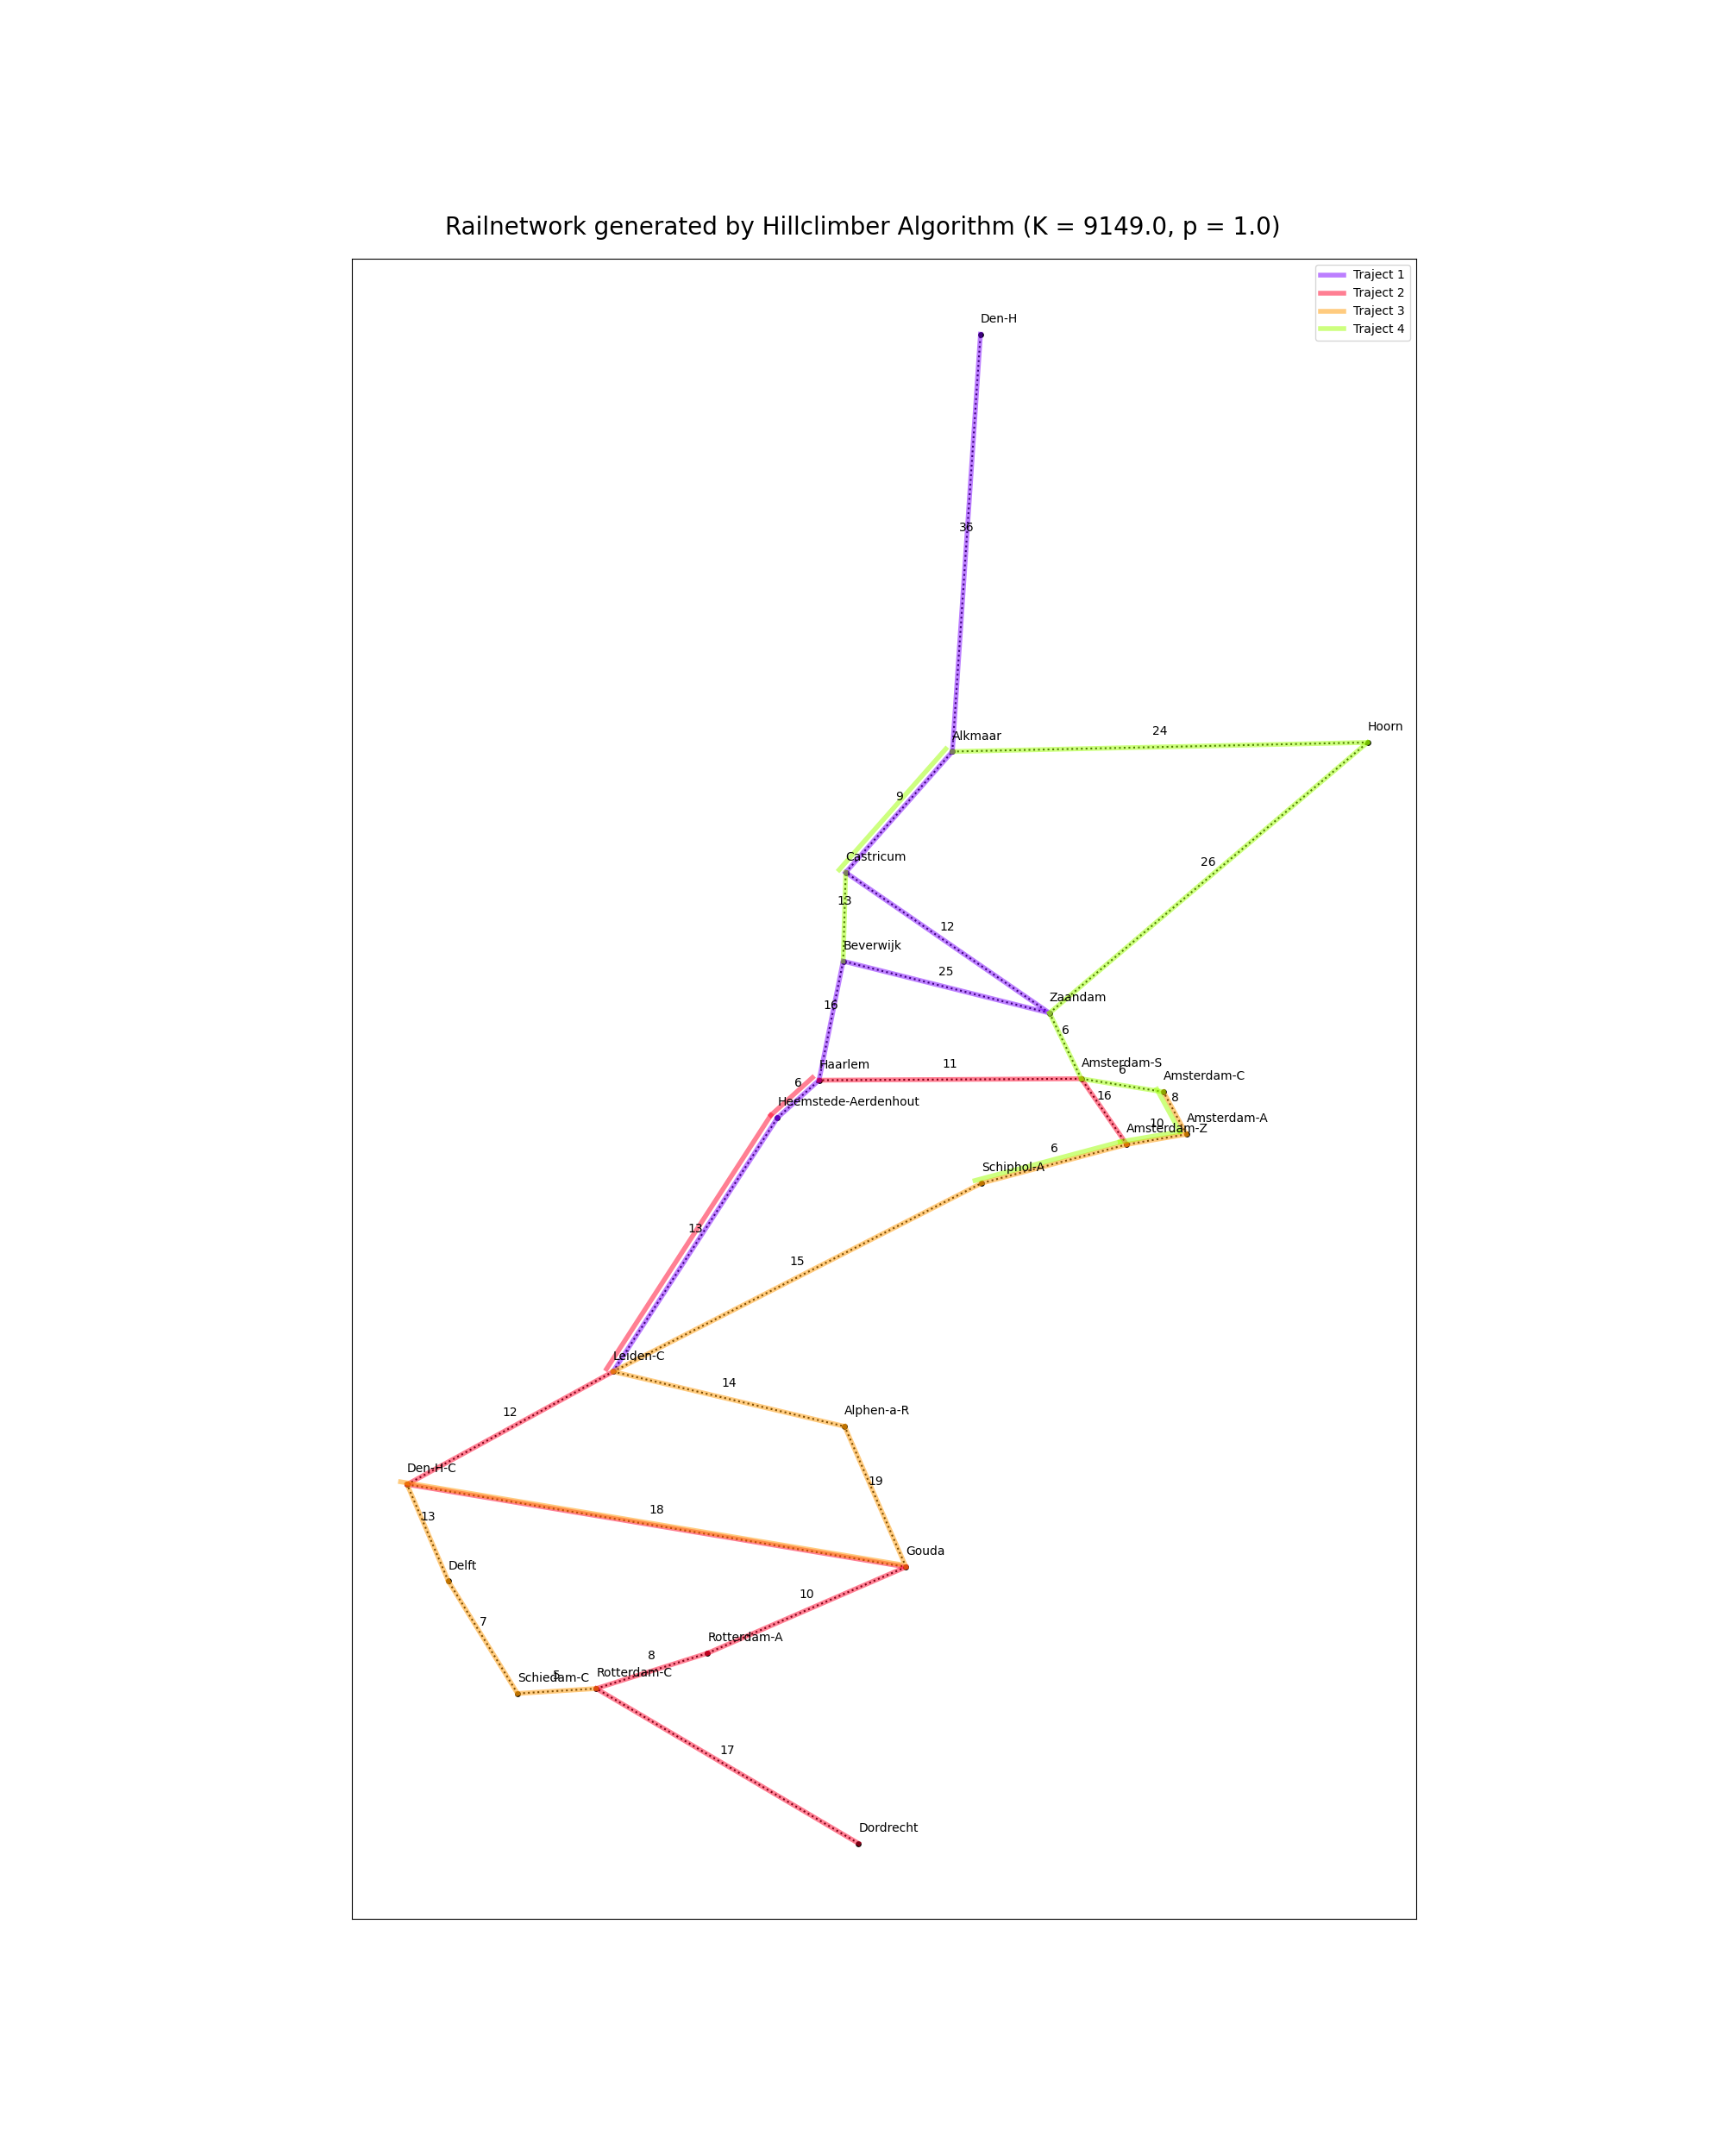 Railnetwork generated by Hillclimber Algorithm (K = 9149.0, p = 1.0)
Traject 1
Traject 2
Traject 3
Traject 4
Den-H
36
Hoorn
24
Alkmaar
9
Castricum
26
13
12
Beverwijk
25
Zaandam
16
6
Haarlem
11
Amsterdam-S
6
Amsterdam-C
6
Heemstede-Aerdenhout
16
8
Amsterdam-A
10
Amsterdam-Z
6
Schiphol-A
13
15
Leiden-C
14
12
Alphen-a-R
Den-H-C
19
18
13
Gouda
Delft
10
7
Rotterdam-A
8
Rotterdam-C
5
Schiedam-C
17
Dordrecht